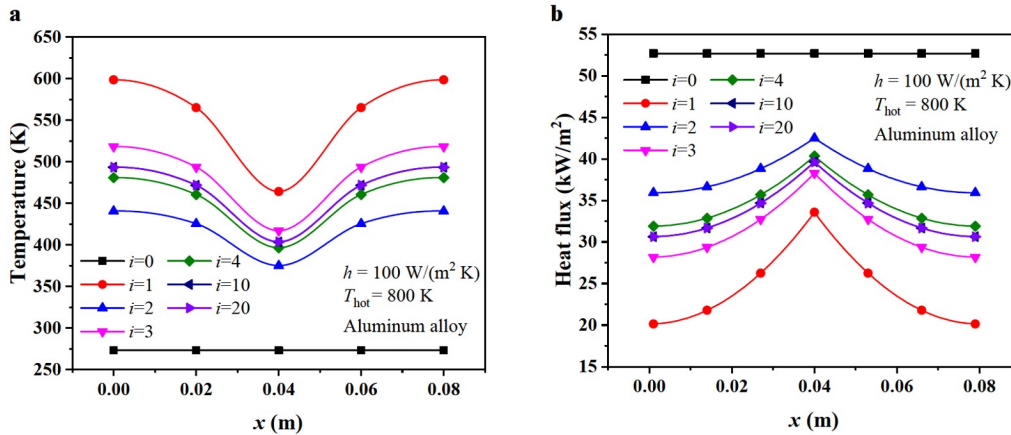 a
650
600
550
500
450
400
350
300
250
Temperature (K)
i=0 i=4
i=1 i=10
i=2 i=20
i=3
h = 100 W/(m² K)
T_hot = 800 K
Aluminum alloy
0.00 0.02 0.04 0.06 0.08
x (m)
b
55
50
45
40
35
30
25
20
15
Heat flux (kW/m²)
i=0 i=4
i=1 i=10
i=2 i=20
i=3
h = 100 W/(m² K)
T_hot = 800 K
Aluminum alloy
0.00 0.02 0.04 0.06 0.08
x (m)